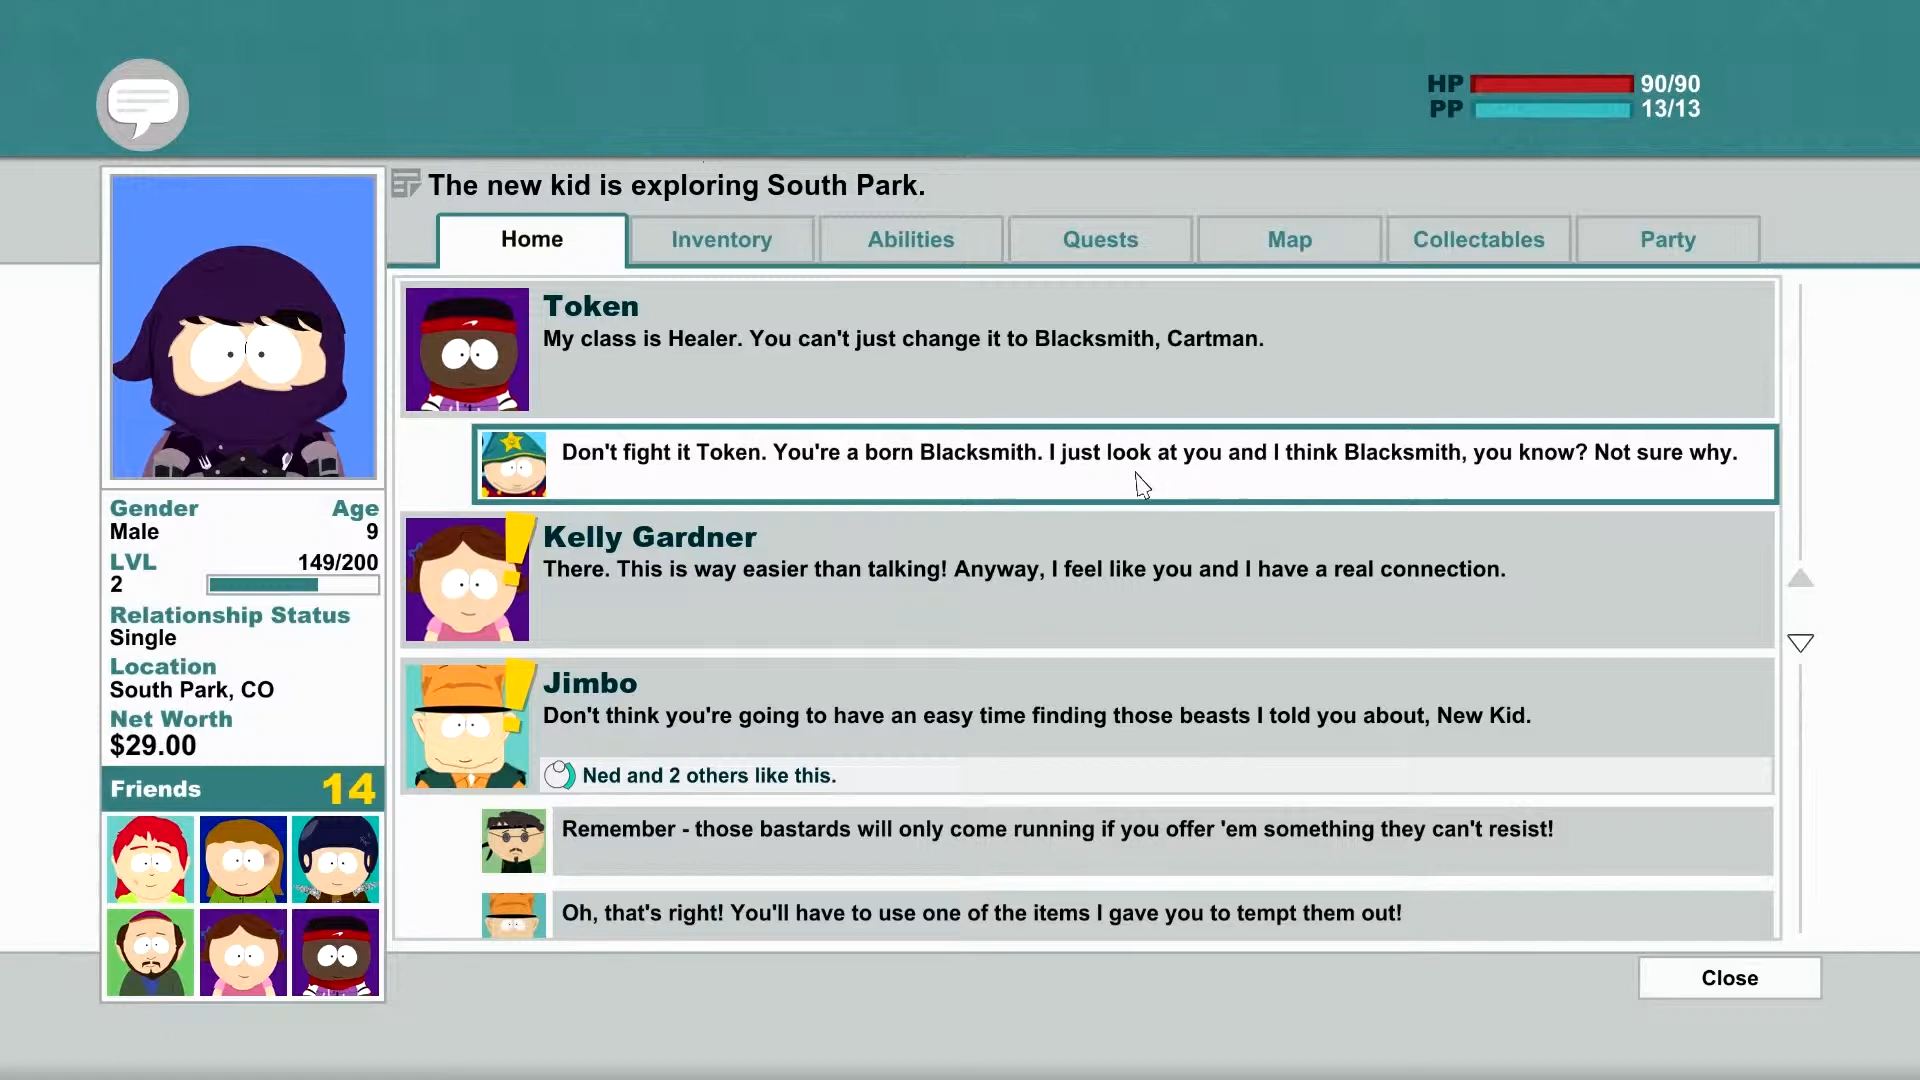 HP 90/90
PP 13/13
The new kid is exploring South Park.
Home Inventory Abilities Quests Map Collectables Party
Token
My class is Healer. You can't just change it to Blacksmith, Cartman.
Don't fight it Token. You're a born Blacksmith. I just look at you and I think Blacksmith, you know? Not sure why.
Kelly Gardner
There. This is way easier than talking! Anyway, I feel like you and I have a real connection.
Jimbo
Don't think you're going to have an easy time finding those beasts I told you about, New Kid.
Ned and 2 others like this.
Remember - those bastards will only come running if you offer 'em something they can't resist!
Oh, that's right! You'll have to use one of the items I gave you to tempt them out!
Gender Age
Male 9
LVL 149/200
2
Relationship Status
Single
Location
South Park, CO
Net Worth
$29.00
Friends 14
Close